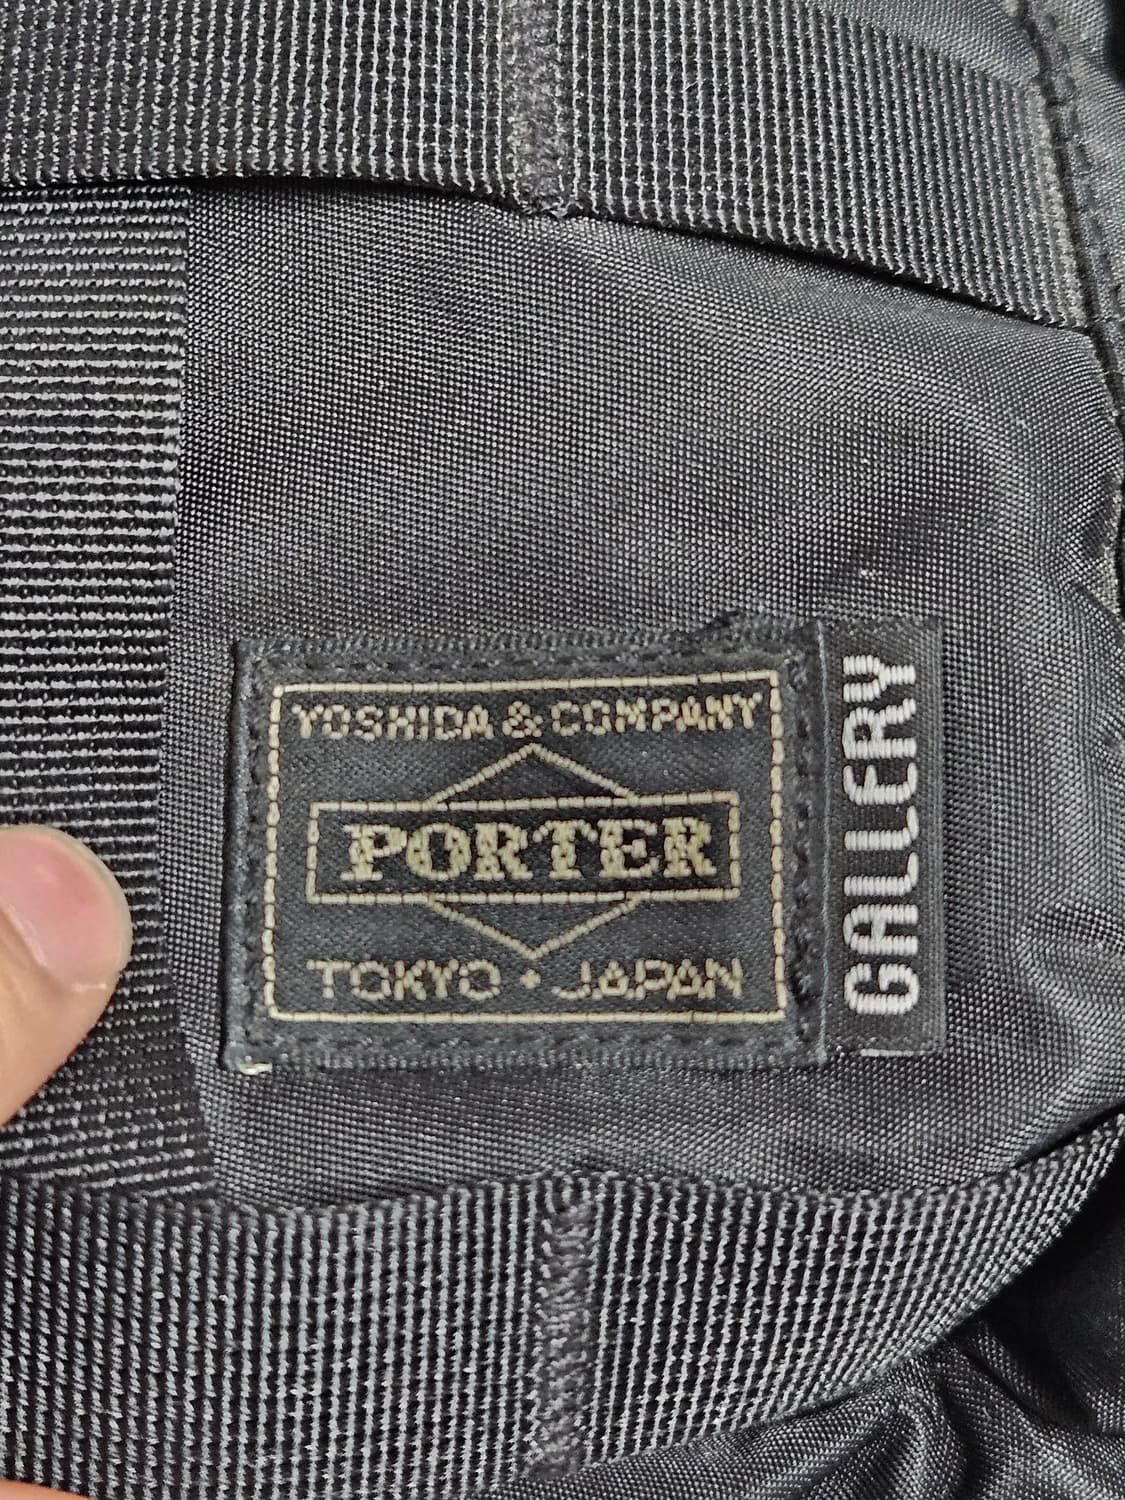 YOSHIDA & COMPANY
PORTER
TOKYO · JAPAN
GALLERY